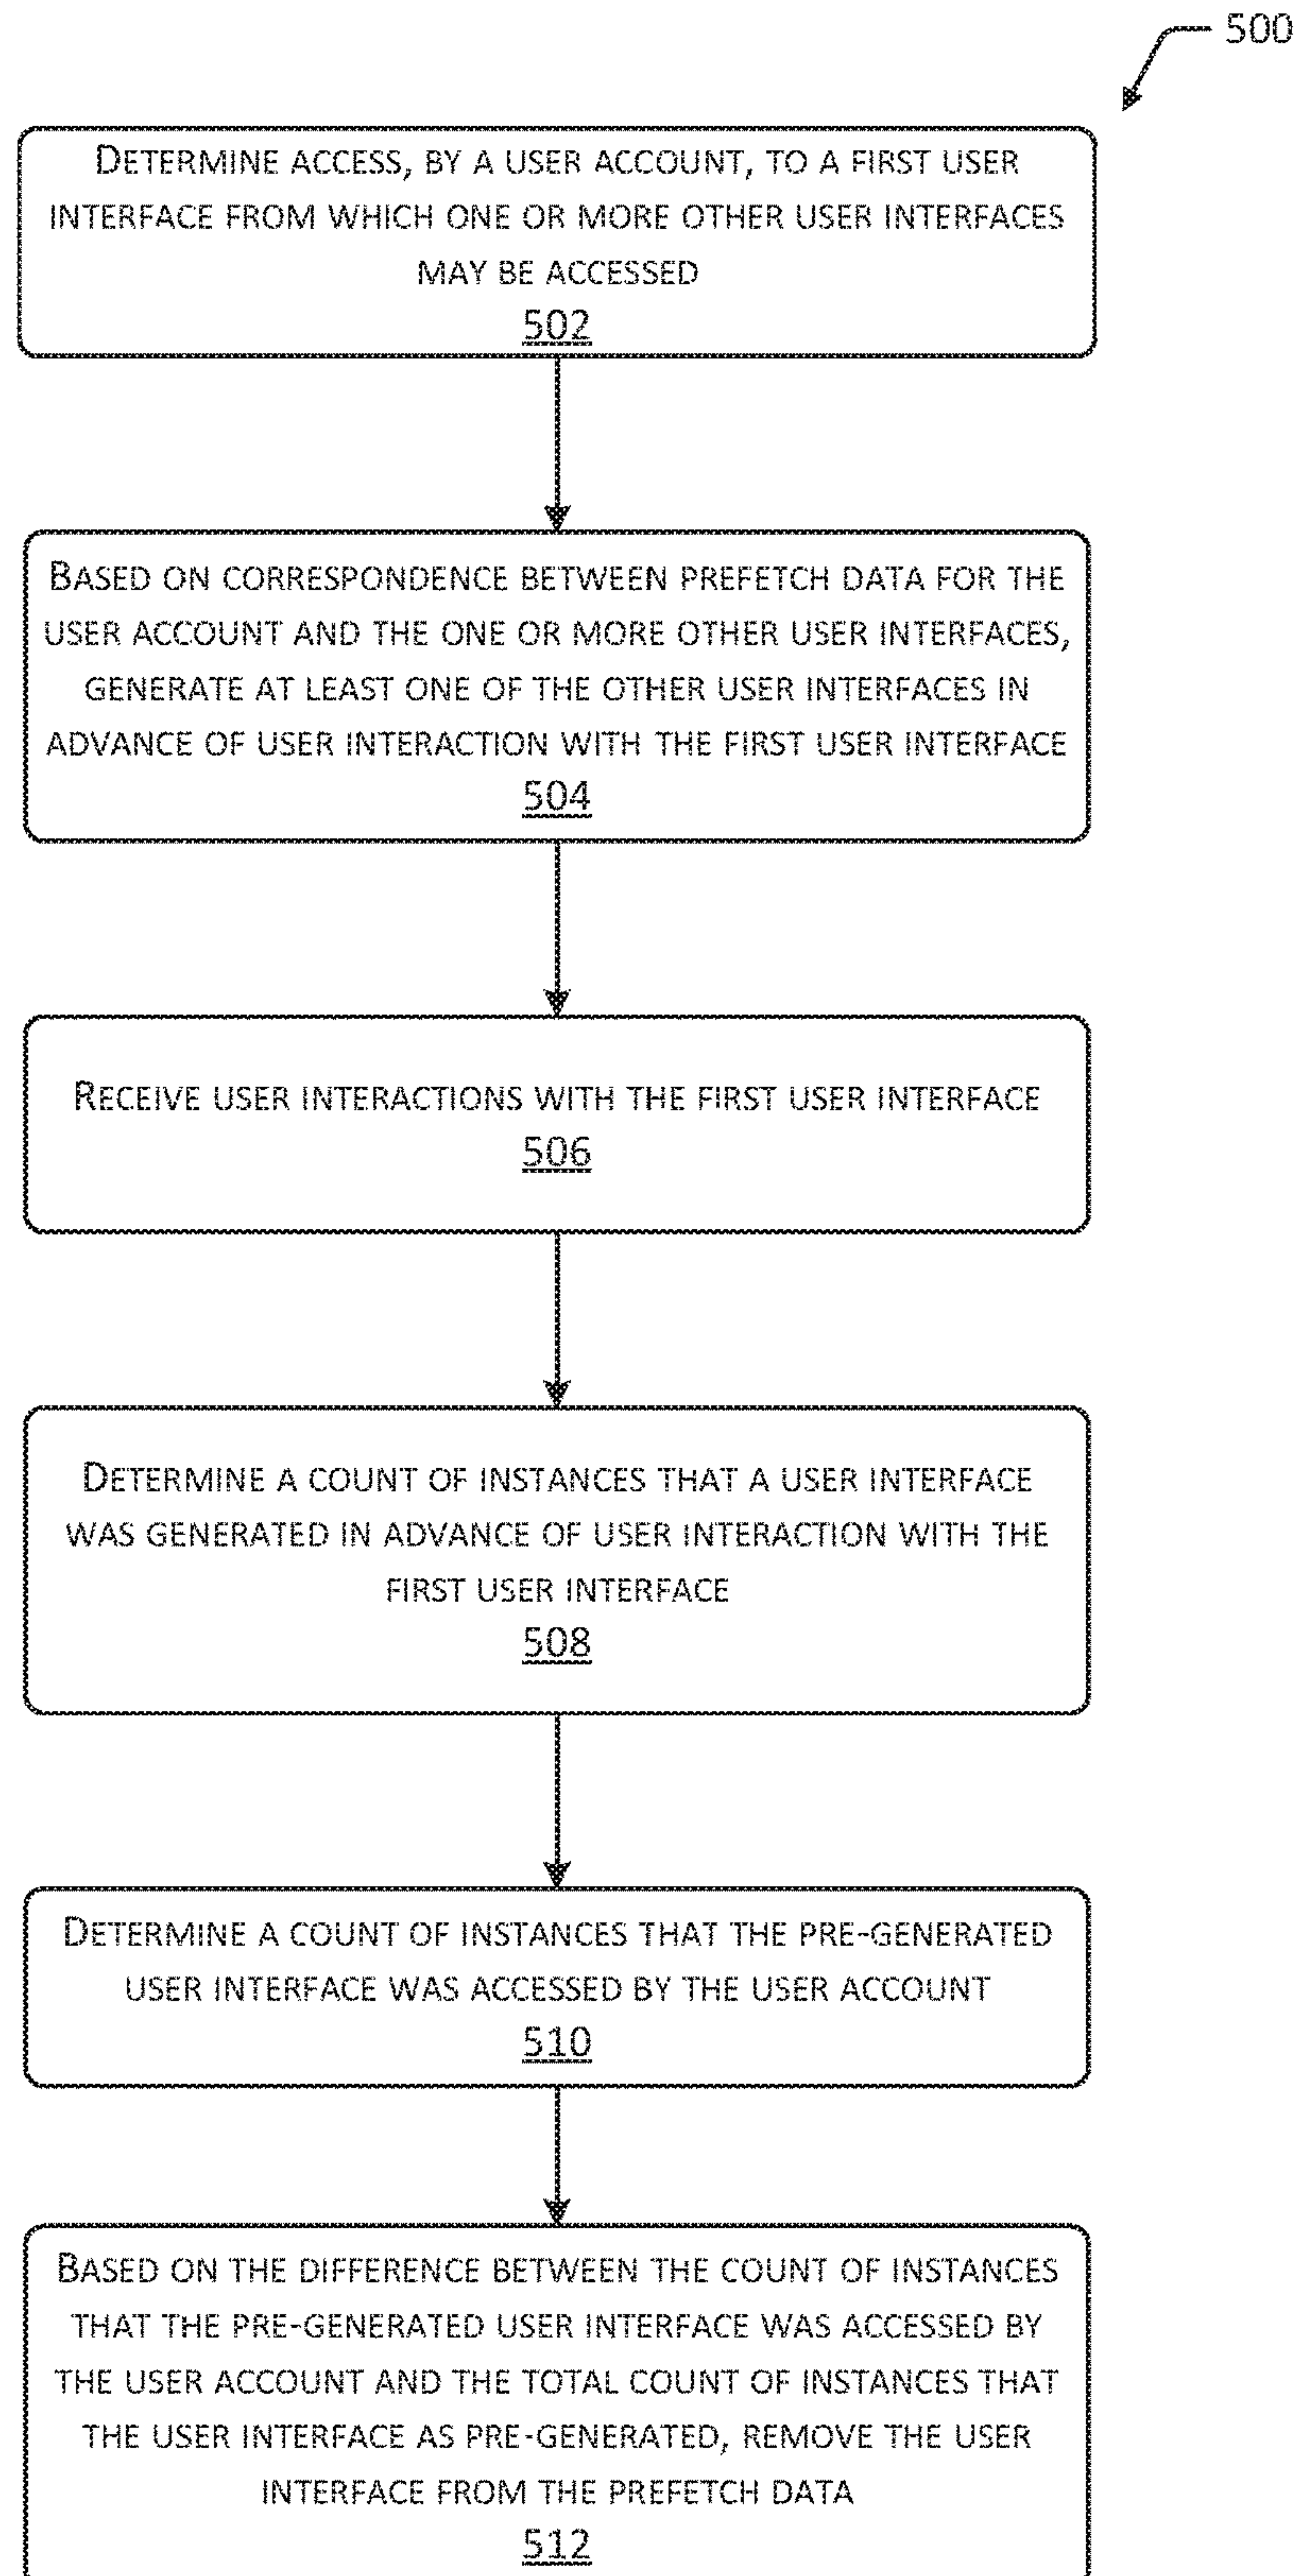 500
DETERMINE ACCESS, BY A USER ACCOUNT, TO A FIRST USER
INTERFACE FROM WHICH ONE OR MORE OTHER USER INTERFACES
MAY BE ACCESSED
502
BASED ON CORRESPONDENCE BETWEEN PREFETCH DATA FOR THE
USER ACCOUNT AND THE ONE OR MORE OTHER USER INTERFACES,
GENERATE AT LEAST ONE OF THE OTHER USER INTERFACES IN
ADVANCE OF USER INTERACTION WITH THE FIRST USER INTERFACE
504
RECEIVE USER INTERACTIONS WITH THE FIRST USER INTERFACE
506
DETERMINE A COUNT OF INSTANCES THAT A USER INTERFACE
WAS GENERATED IN ADVANCE OF USER INTERACTION WITH THE
FIRST USER INTERFACE
508
DETERMINE A COUNT OF INSTANCES THAT THE PRE-GENERATED
USER INTERFACE WAS ACCESSED BY THE USER ACCOUNT
510
BASED ON THE DIFFERENCE BETWEEN THE COUNT OF INSTANCES
THAT THE PRE-GENERATED USER INTERFACE WAS ACCESSED BY
THE USER ACCOUNT AND THE TOTAL COUNT OF INSTANCES THAT
THE USER INTERFACE AS PRE-GENERATED, REMOVE THE USER
INTERFACE FROM THE PREFETCH DATA
512